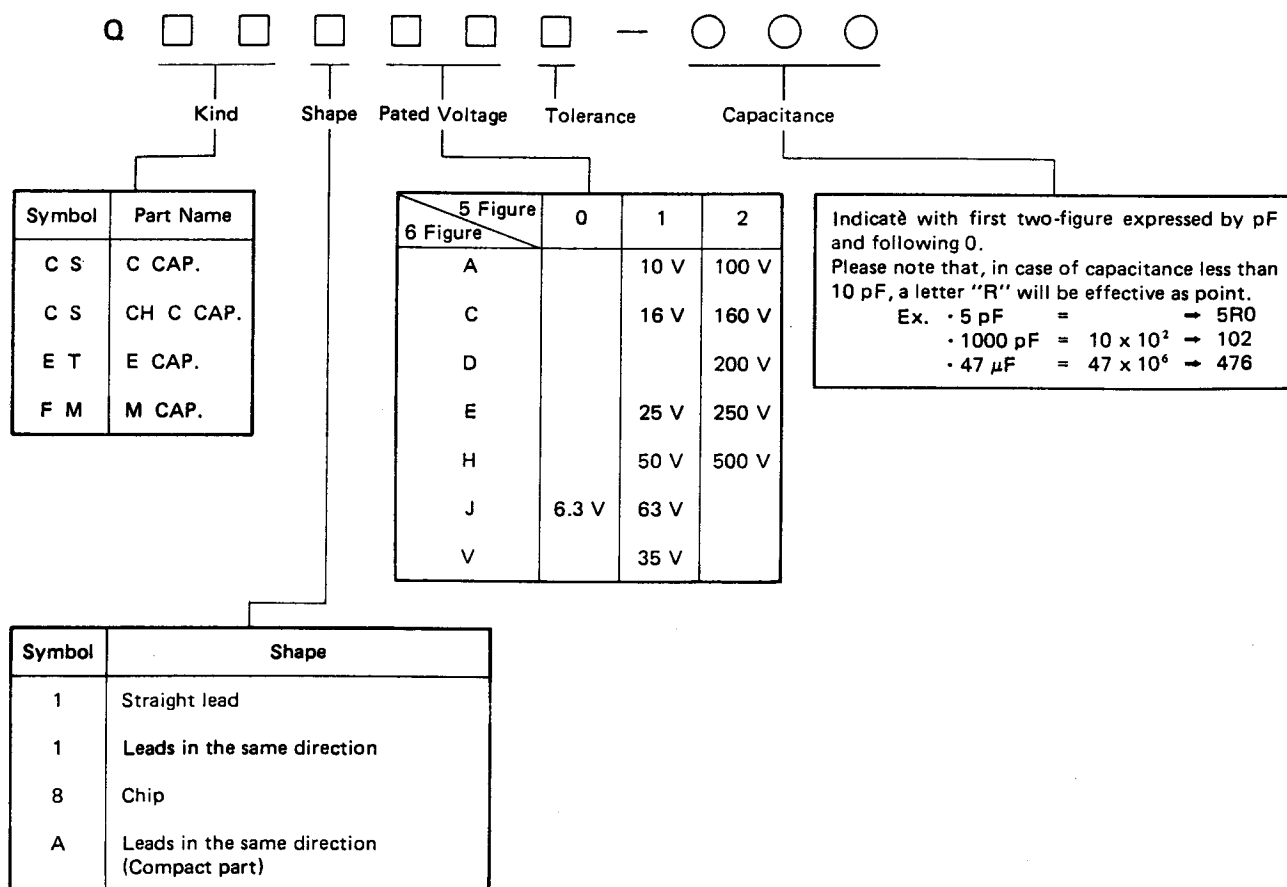 Q □ □ □ □ □ □ — ○ ○ ○
Kind Shape Pated Voltage Tolerance Capacitance
Symbol Part Name
C S C CAP.
C S CH C CAP.
E T E CAP.
F M M CAP.
5 Figure 0 1 2
6 Figure
A 10 V 100 V
C 16 V 160 V
D 200 V
E 25 V 250 V
H 50 V 500 V
J 6.3 V 63 V
V 35 V
Indicatè with first two-figure expressed by pF
and following 0.
Please note that, in case of capacitance less than
10 pF, a letter "R" will be effective as point.
Ex. · 5 pF = → 5R0
· 1000 pF = 10 x 10² → 102
· 47 μF = 47 x 10⁶ → 476
Symbol Shape
1 Straight lead
1 Leads in the same direction
8 Chip
A Leads in the same direction
(Compact part)